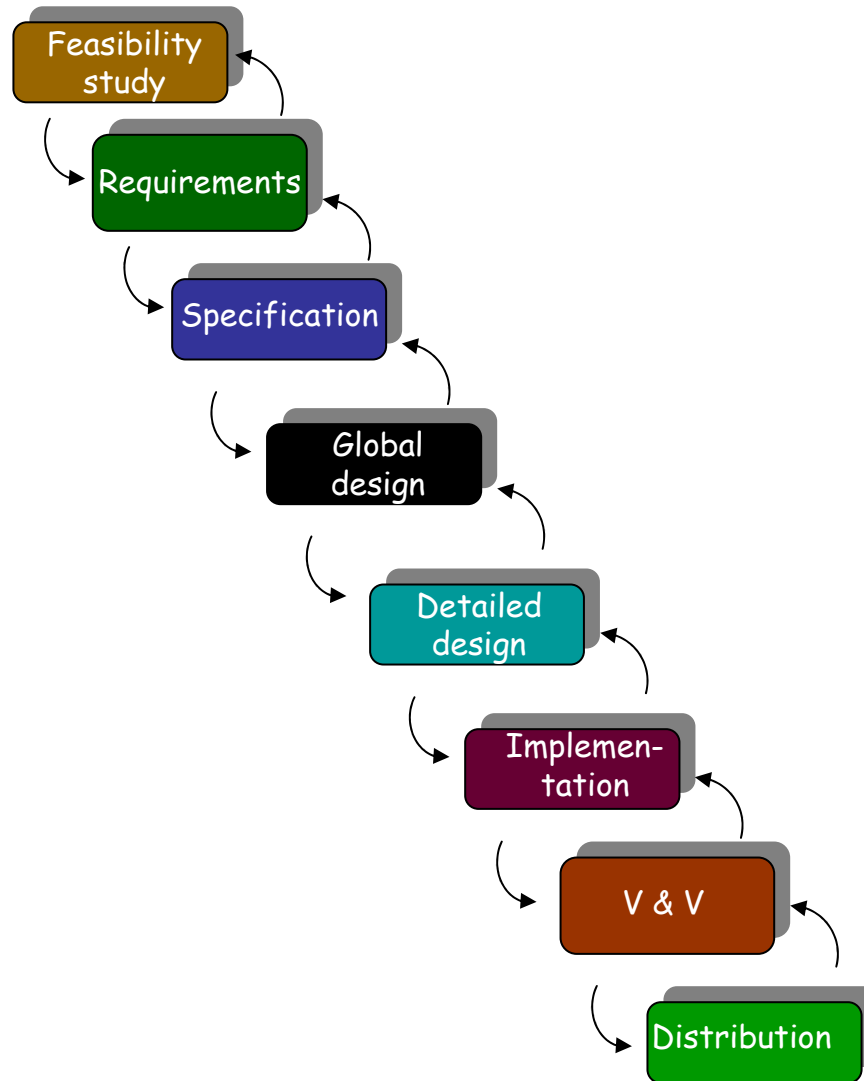 Feasibility
study
Requirements
Specification
Global
design
Detailed
design
Implemen-
tation
V & V
Distribution